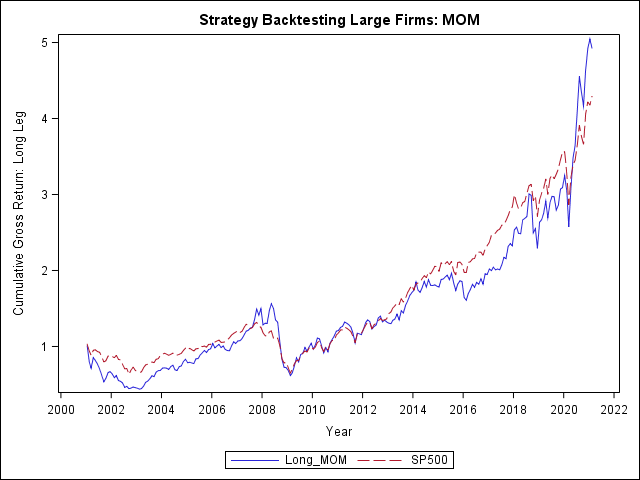 Strategy Backtesting Large Firms: MOM
Cumulative Gross Return: Long Leg
5
4
3
2
1
2000 2002 2004 2006 2008 2010 2012 2014 2016 2018 2020 2022
Year
Long_MOM SP500